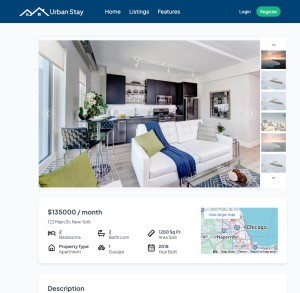 Urban Stay
Home
Listings
Features
Login
Register
$135000 / month
123 Main St, New York
2
Bedrooms
2
Bathroom
1200 Sq Ft
Area Size
Property Type
Apartment
1
Garage
2018
Year Built
View larger map
Chicago
Naperville
Description